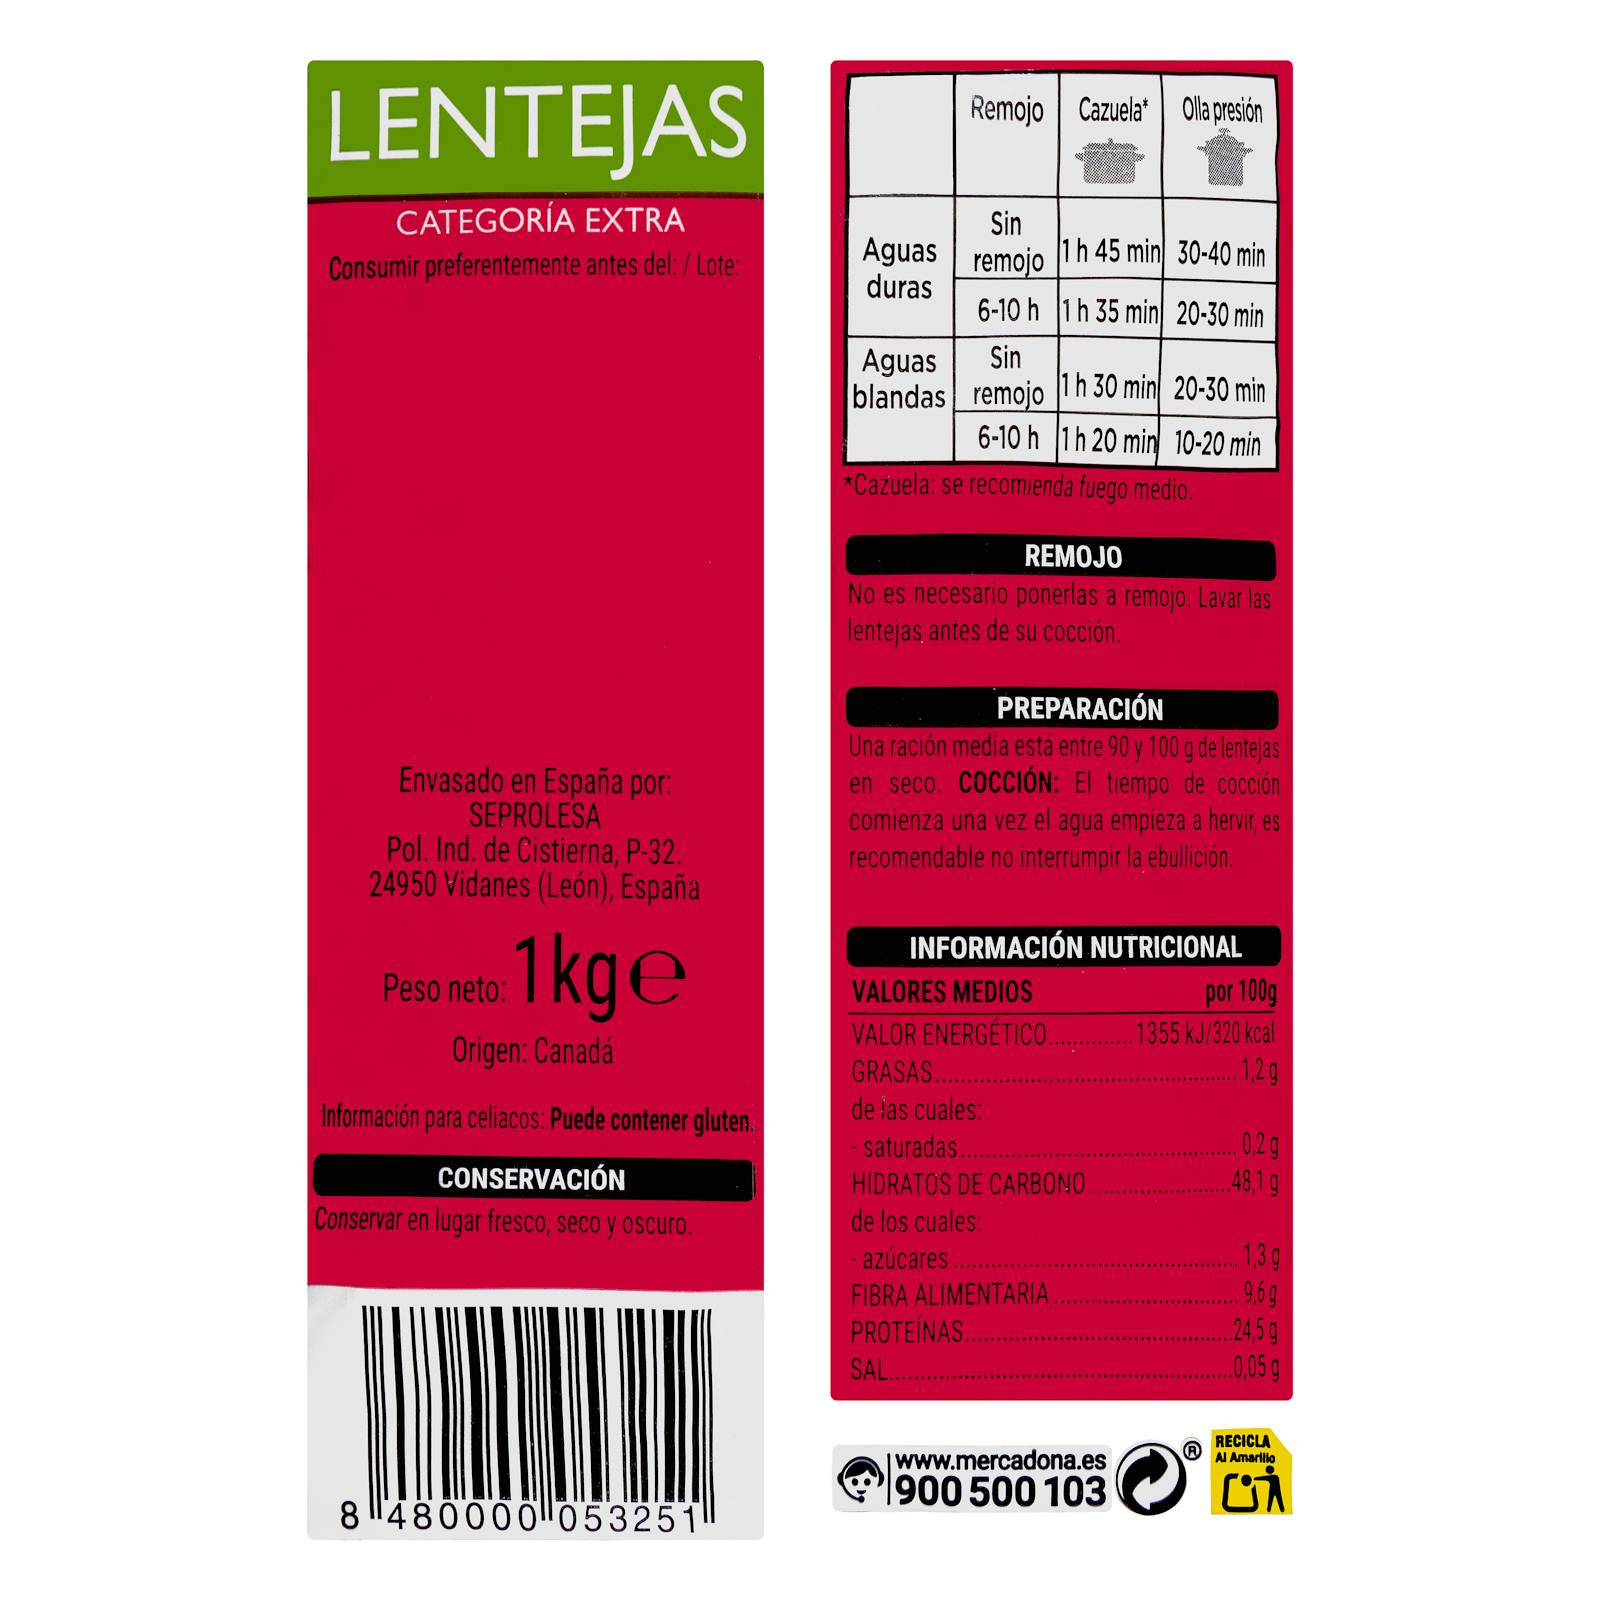 LENTEJAS
CATEGORÍA EXTRA
Consumir preferentemente antes del: / Lote:
Envasado en España por:
SEPROLESA
Pol. Ind. de Cistierna, P-32.
24950 Vidanes (León), España
Peso neto: 1 kg e
Origen: Canadá
Información para celiacos: Puede contener gluten.
CONSERVACIÓN
Conservar en lugar fresco, seco y oscuro.
8 480000 053251
Remojo Cazuela* Olla presión
Aguas duras Sin remojo 1 h 45 min 30-40 min
6-10 h 1 h 35 min 20-30 min
Aguas blandas Sin remojo 1 h 30 min 20-30 min
6-10 h 1 h 20 min 10-20 min
*Cazuela: se recomienda fuego medio.
REMOJO
No es necesario ponerlas a remojo. Lavar las
lentejas antes de su cocción.
PREPARACIÓN
Una ración media está entre 90 y 100 g de lentejas
en seco. COCCIÓN: El tiempo de cocción
comienza una vez el agua empieza a hervir, es
recomendable no interrumpir la ebullición.
INFORMACIÓN NUTRICIONAL
VALORES MEDIOS por 100g
VALOR ENERGÉTICO.............. 1355 kJ/320 kcal
GRASAS.................................................. 1,2 g
de las cuales:
- saturadas.............................................. 0,2 g
HIDRATOS DE CARBONO........................48,1 g
de los cuales:
- azúcares............................................... 1,3 g
FIBRA ALIMENTARIA............................... 9,6 g
PROTEÍNAS.............................................24,5 g
SAL..........................................................0,05 g
www.mercadona.es
900 500 103
®
RECICLA
Al Amarillo